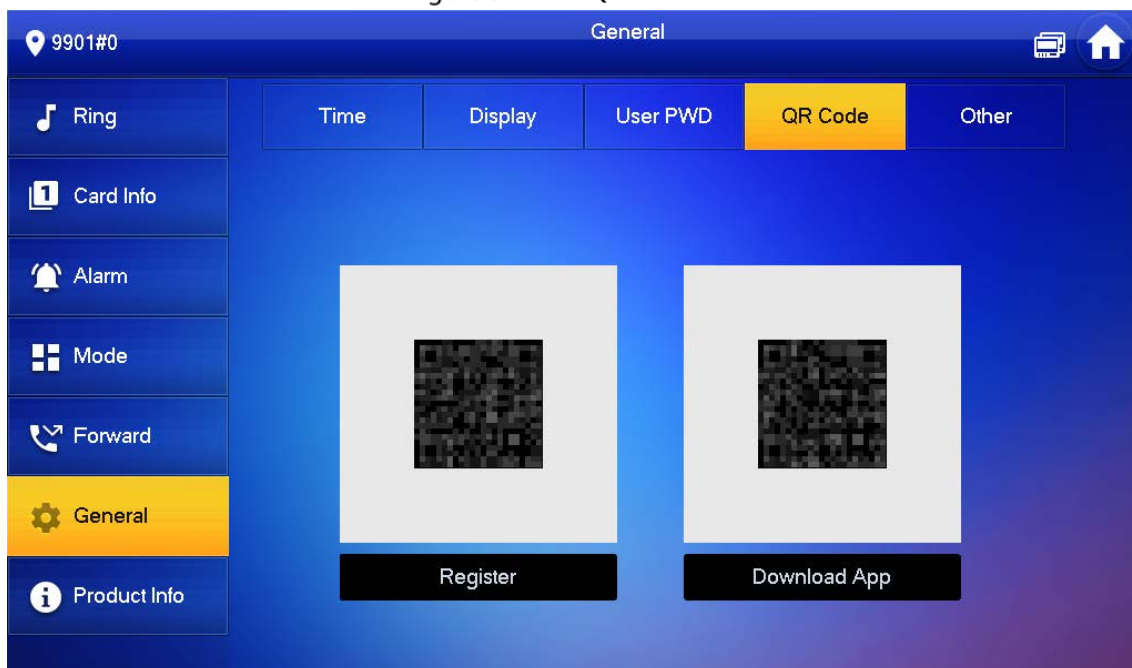 9901#0
General
Ring
Card Info
Alarm
Mode
Forward
General
Product Info
Time
Display
User PWD
QR Code
Other
Register
Download App